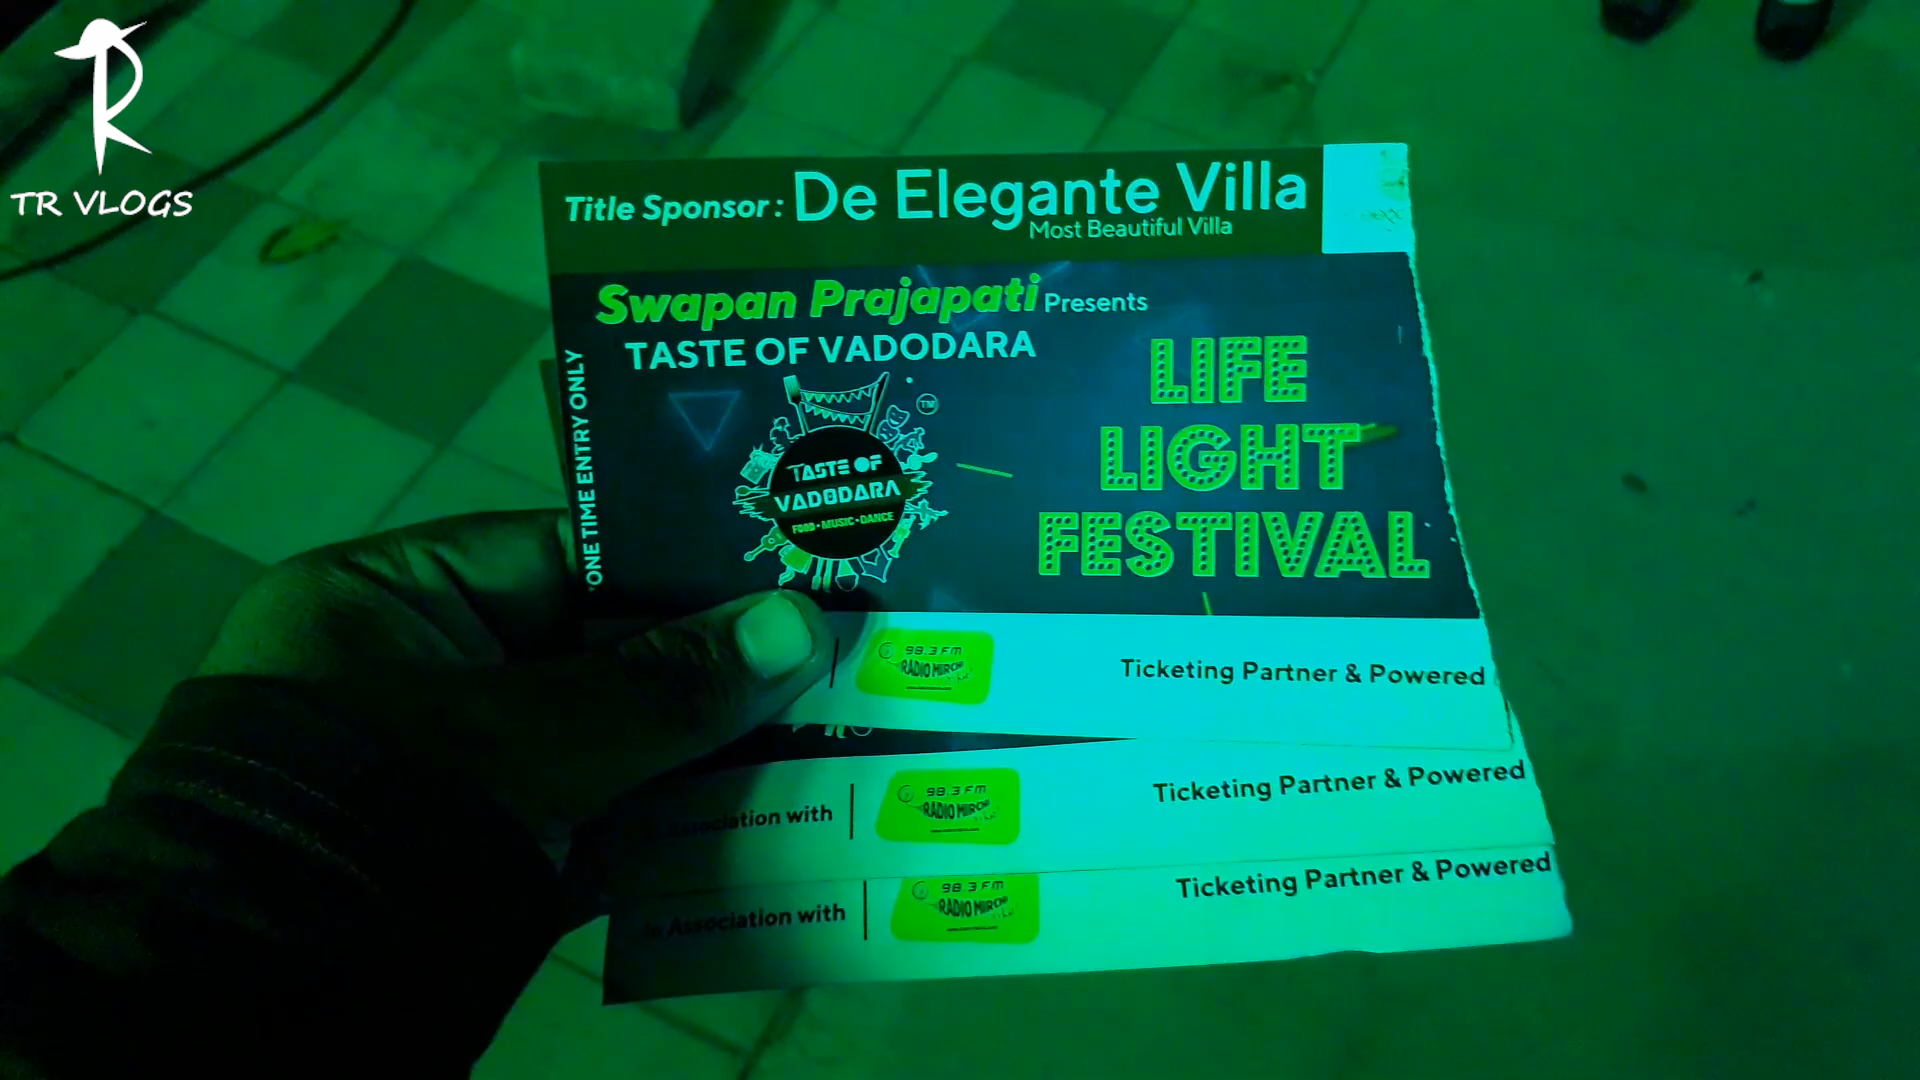 TR VLOGS
Title Sponsor: De Elegante Villa
Most Beautiful Villa
Swapan Prajapati Presents
TASTE OF VADODARA
LIFE
LIGHT
FESTIVAL
*ONE TIME ENTRY ONLY
TM
TASTE OF
VADODARA
FOOD • MUSIC • DANCE
98.3 FM
RADIO MIRCHI
Ticketing Partner & Powered
Association with
98.3 FM
RADIO MIRCHI
Ticketing Partner & Powered
In Association with
98.3 FM
RADIO MIRCHI
Ticketing Partner & Powered